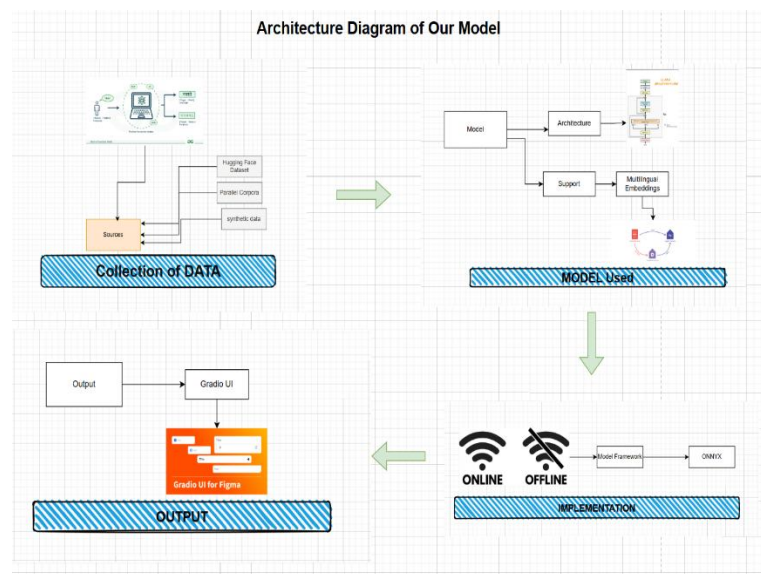 Architecture Diagram of Our Model
Hugging Face
Dataset
Parallel Corpora
synthetic data
Sources
Collection of DATA
Model
Architecture
Support
Multilingual
Embeddings
MODEL Used
Output
Gradio UI
Gradio UI for Figma
OUTPUT
ONLINE
OFFLINE
Model Framework
ONNYX
IMPLEMENTATION